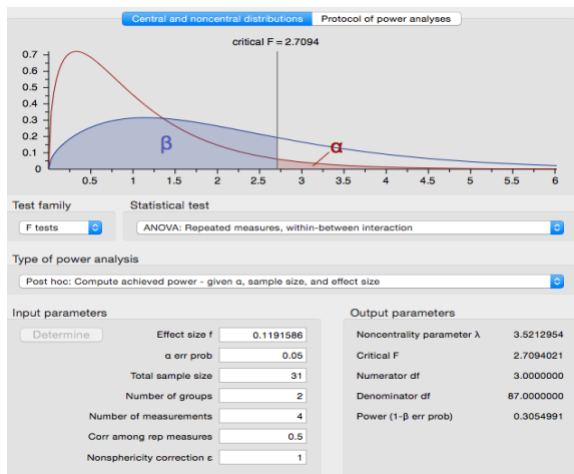 Central and noncentral distributions Protocol of power analyses
critical F = 2.7094
0.7
0.6
0.5
0.4
0.3
0.2
0.1
0
β
α
0.5 1 1.5 2 2.5 3 3.5 4 4.5 5 5.5 6
Test family Statistical test
F tests ANOVA: Repeated measures, within-between interaction
Type of power analysis
Post hoc: Compute achieved power - given α, sample size, and effect size
Input parameters Output parameters
Determine Effect size f 0.1191586 Noncentrality parameter λ 3.5212954
α err prob 0.05 Critical F 2.7094021
Total sample size 31 Numerator df 3.0000000
Number of groups 2 Denominator df 87.0000000
Number of measurements 4 Power (1-β err prob) 0.3054991
Corr among rep measures 0.5
Nonsphericity correction ε 1